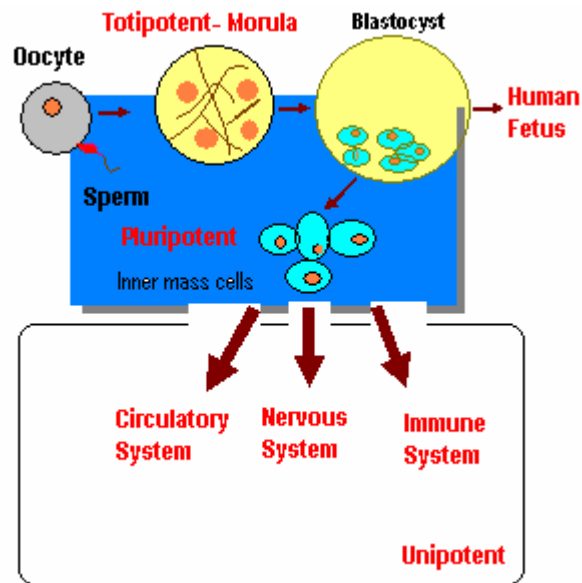 Totipotent- Morula
Blastocyst
Oocyte
Human
Fetus
Sperm
Pluripotent
Inner mass cells
Circulatory
System
Nervous
System
Immune
System
Unipotent